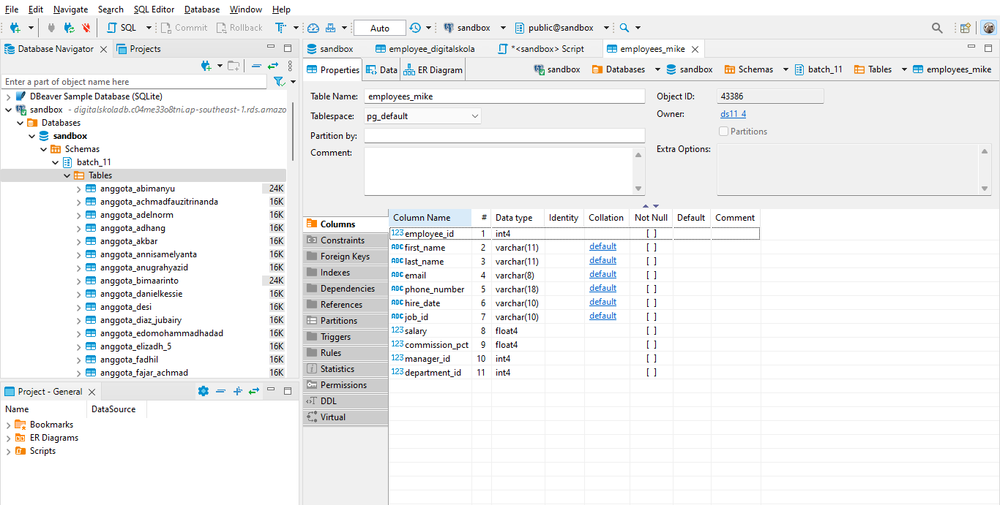 File Edit Navigate Search SQL Editor Database Window Help
SQL Commit Rollback T Auto sandbox public@sandbox
Database Navigator Projects
Enter a part of object name here
DBeaver Sample Database (SQLite)
sandbox - digitalskoladb.c04me33o8tni.ap-southeast-1.rds.amazo
Databases
sandbox
Schemas
batch_11
Tables
anggota_abimanyu 24K
anggota_achmadfauzitrinanda 16K
anggota_adelnorm 16K
anggota_adhang 16K
anggota_akbar 16K
anggota_annisamelyanta 16K
anggota_anugrahyazid 16K
anggota_bimaarinto 24K
anggota_danielkessie 16K
anggota_desi 16K
anggota_diaz_jubairy 16K
anggota_edomohammadhadad 16K
anggota_elizadh_5 16K
anggota_fadhil 16K
anggota_fajar_achmad 16K
Project - General
Name DataSource
Bookmarks
ER Diagrams
Scripts
sandbox employee_digitalskola *<sandbox> Script employees_mike
Properties Data ER Diagram sandbox Databases sandbox Schemas batch_11 Tables employees_mike
Table Name: employees_mike Object ID: 43386
Tablespace: pg_default Owner: ds11_4
Partition by: Partitions
Comment: Extra Options:
Columns
Constraints
Foreign Keys
Indexes
Dependencies
References
Partitions
Triggers
Rules
Statistics
Permissions
DDL
Virtual
Column Name # Data type Identity Collation Not Null Default Comment
123 employee_id 1 int4 [ ]
ABC first_name 2 varchar(11) default [ ]
ABC last_name 3 varchar(11) default [ ]
ABC email 4 varchar(8) default [ ]
ABC phone_number 5 varchar(18) default [ ]
ABC hire_date 6 varchar(10) default [ ]
ABC job_id 7 varchar(10) default [ ]
123 salary 8 float4 [ ]
123 commission_pct 9 float4 [ ]
123 manager_id 10 int4 [ ]
123 department_id 11 int4 [ ]